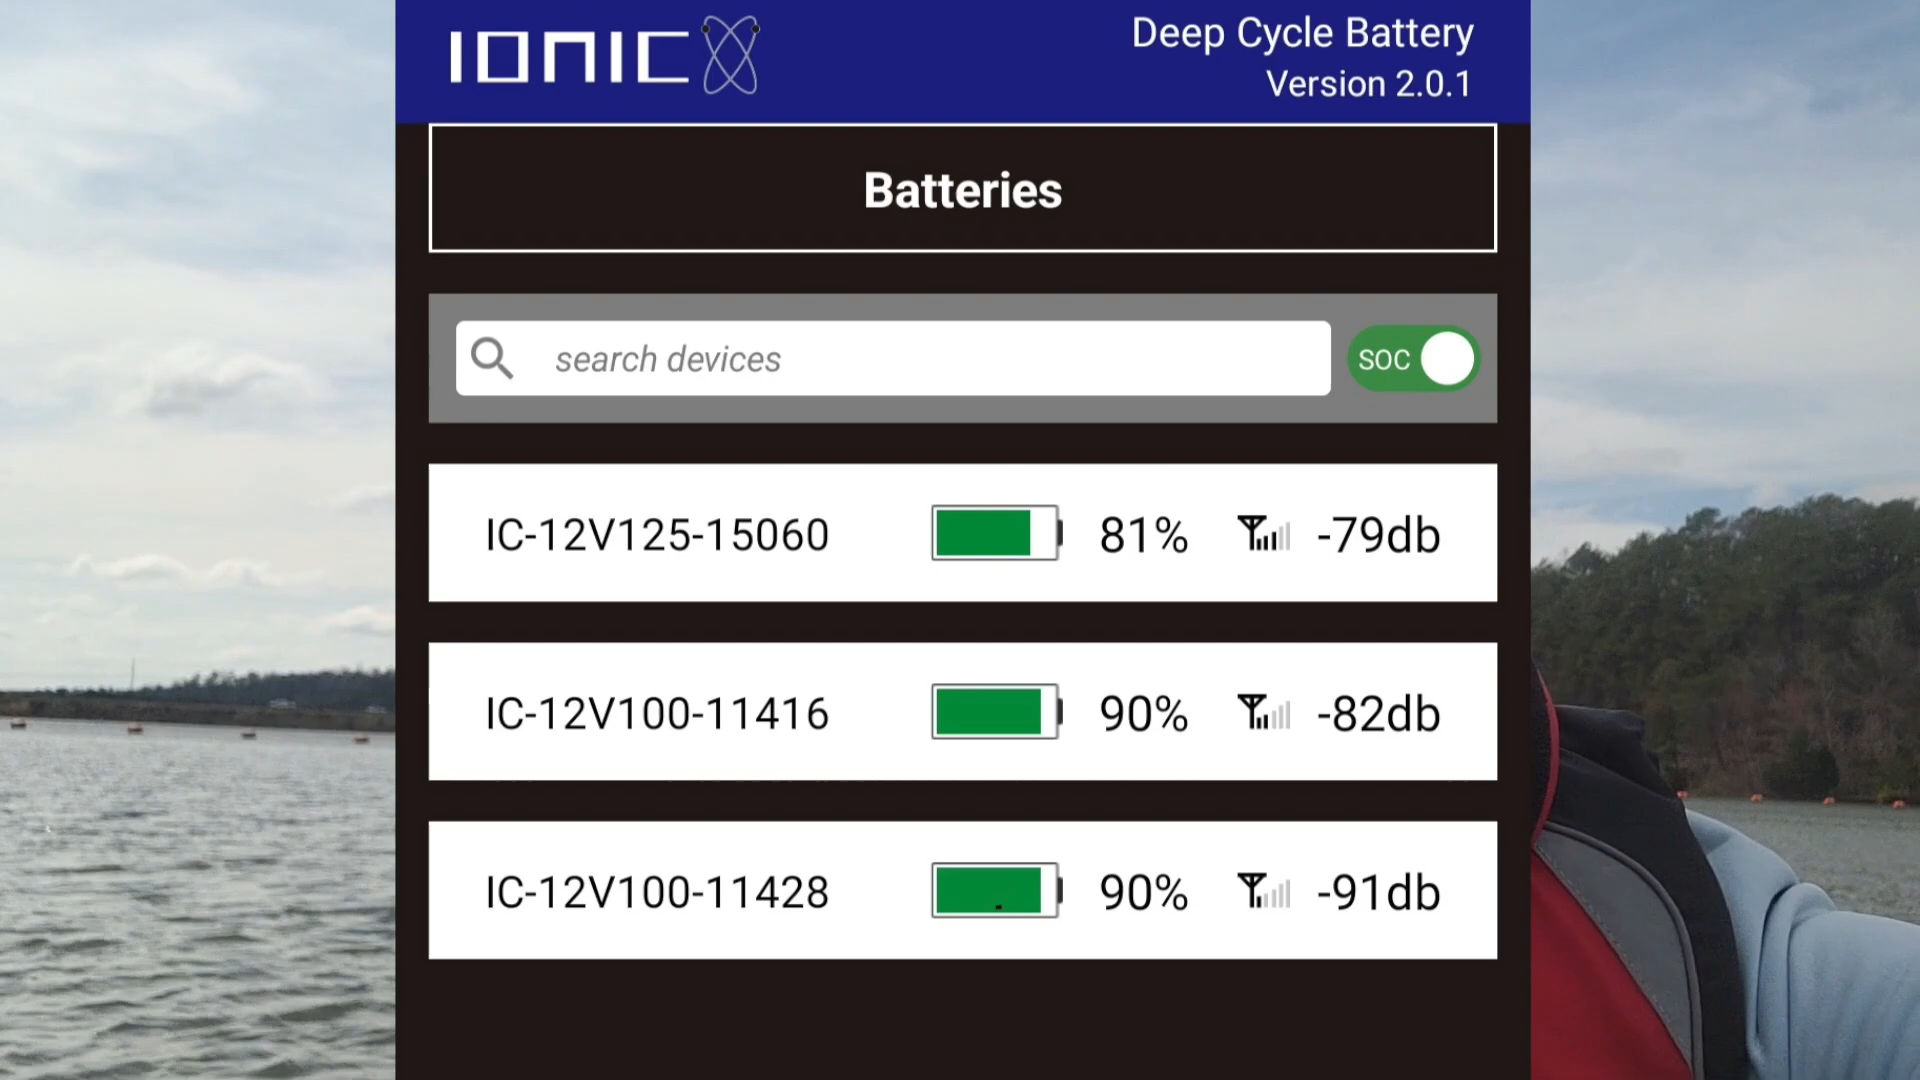 IONIC
Deep Cycle Battery
Version 2.0.1
Batteries
search devices
SOC
IC-12V125-15060 81% -79db
IC-12V100-11416 90% -82db
IC-12V100-11428 90% -91db